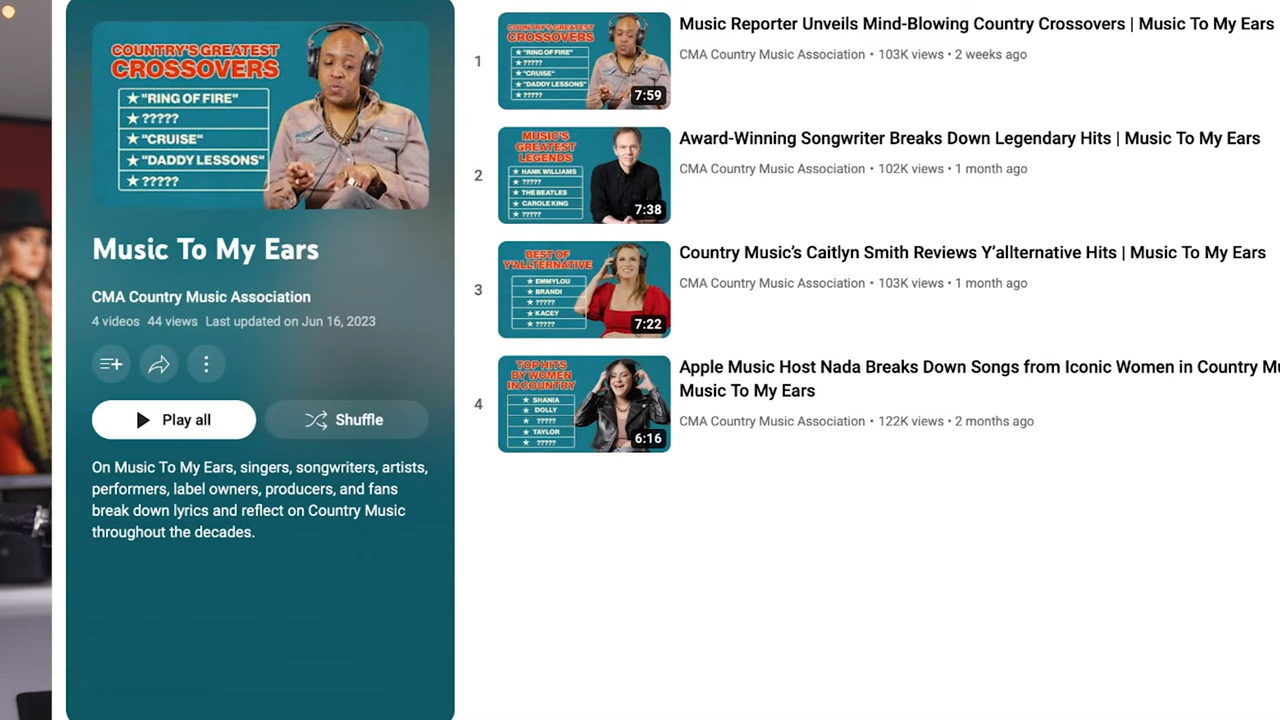 COUNTRY'S GREATEST
CROSSOVERS
★ "RING OF FIRE"
★ ?????
★ "CRUISE"
★ "DADDY LESSONS"
★ ?????
Music To My Ears
CMA Country Music Association
4 videos 44 views Last updated on Jun 16, 2023
Play all
Shuffle
On Music To My Ears, singers, songwriters, artists,
performers, label owners, producers, and fans
break down lyrics and reflect on Country Music
throughout the decades.
1
COUNTRY'S GREATEST
CROSSOVERS
★ "RING OF FIRE"
★ ?????
★ "CRUISE"
★ "DADDY LESSONS"
★ ?????
7:59
Music Reporter Unveils Mind-Blowing Country Crossovers | Music To My Ears
CMA Country Music Association • 103K views • 2 weeks ago
2
MUSIC'S
GREATEST
LEGENDS
★ HANK WILLIAMS
★ ?????
★ THE BEATLES
★ CAROLE KING
★ ?????
7:38
Award-Winning Songwriter Breaks Down Legendary Hits | Music To My Ears
CMA Country Music Association • 102K views • 1 month ago
3
BEST OF
Y'ALLTERNATIVE
★ EMMYLOU
★ BRANDI
★ ?????
★ KACEY
★ ?????
7:22
Country Music's Caitlyn Smith Reviews Y'allternative Hits | Music To My Ears
CMA Country Music Association • 103K views • 1 month ago
4
TOP HITS
BY WOMEN
IN COUNTRY
★ SHANIA
★ DOLLY
★ ?????
★ TAYLOR
★ ?????
6:16
Apple Music Host Nada Breaks Down Songs from Iconic Women in Country Mu
Music To My Ears
CMA Country Music Association • 122K views • 2 months ago